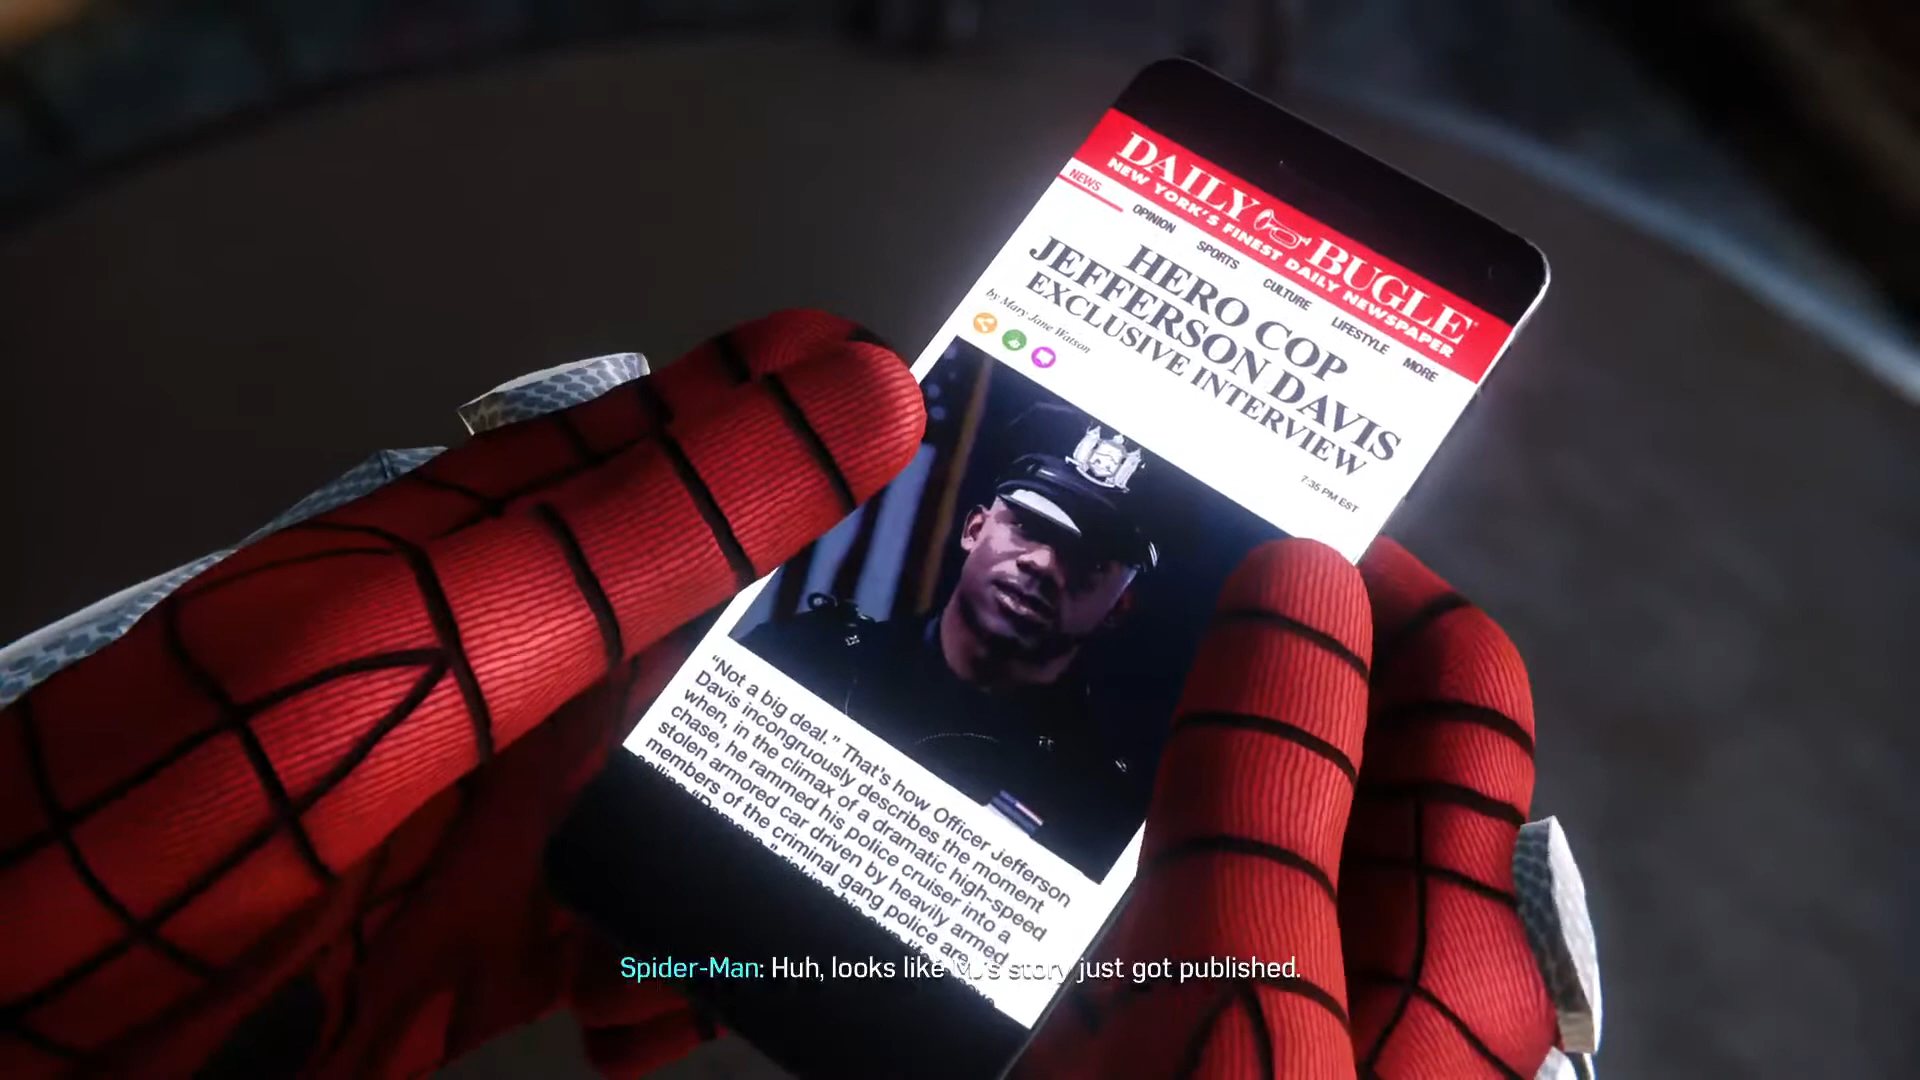 DAILY BUGLE
NEW YORK'S FINEST DAILY NEWSPAPER
NEWS OPINION SPORTS CULTURE LIFESTYLE MORE
HERO COP
JEFFERSON DAVIS
EXCLUSIVE INTERVIEW
by Mary Jane Watson
7:35 PM EST
“Not a big deal.” That's how Officer Jefferson
Davis incongruously describes the moment
when, in the climax of a dramatic high-speed
chase, he rammed his police cruiser into a
stolen armored car driven by heavily armed
members of the criminal gang police are
Spider-Man: Huh, looks like MJ's story just got published.